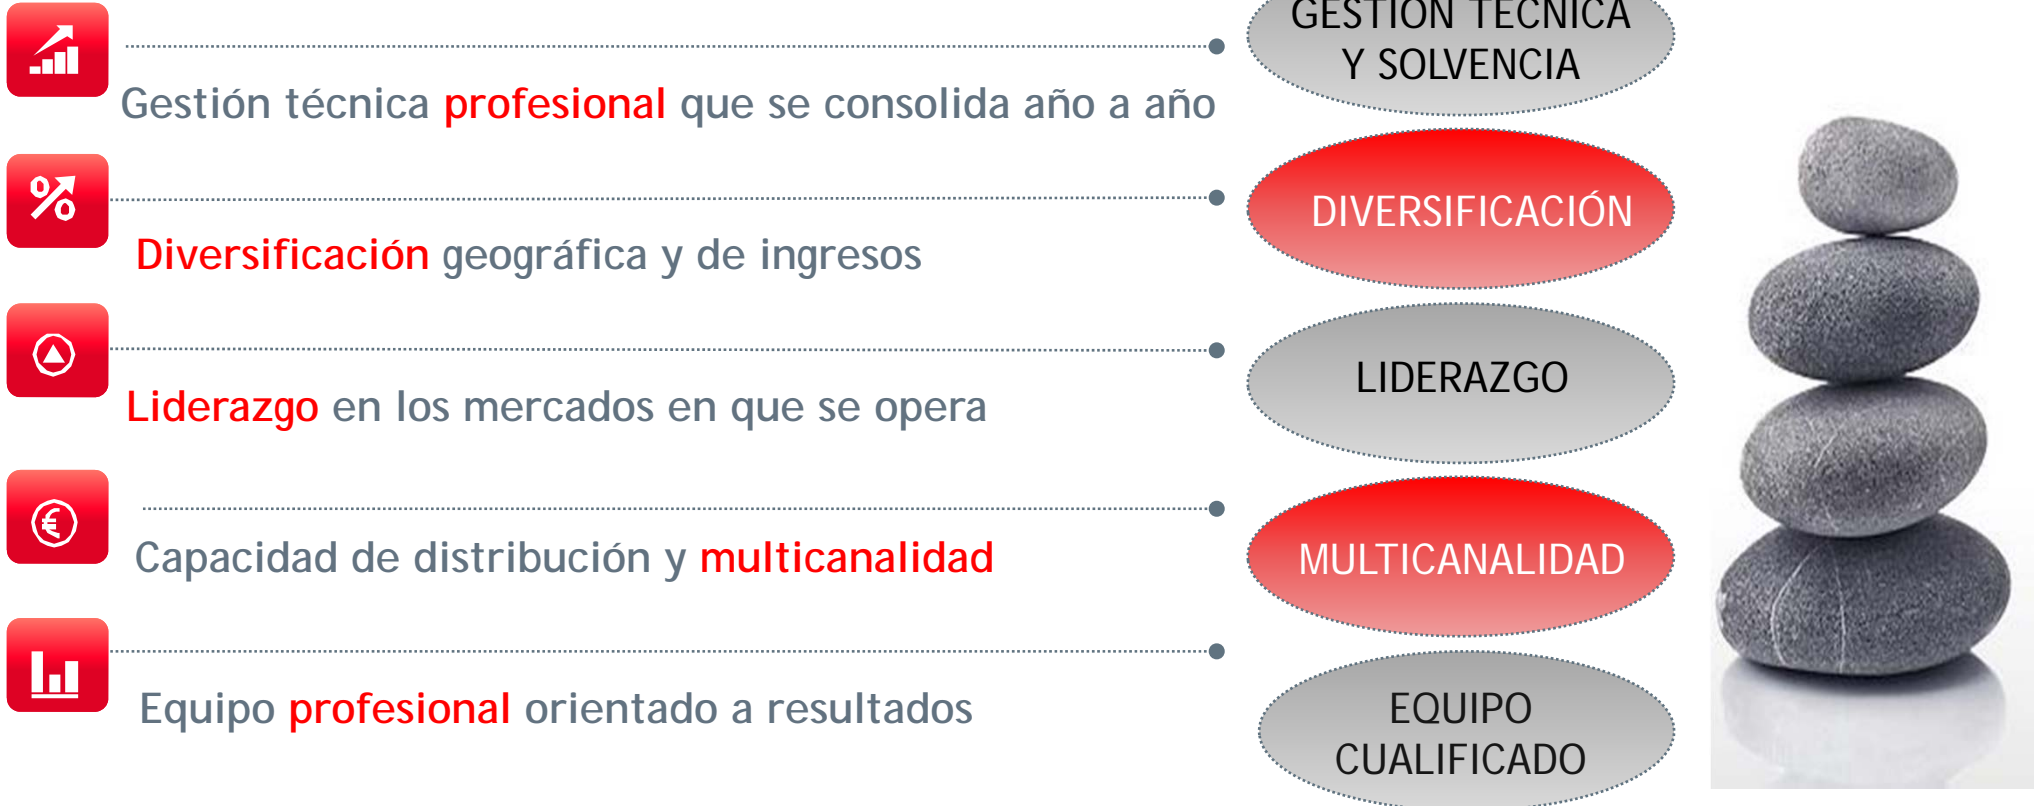 GESTIÓN TÉCNICA
Y SOLVENCIA
Gestión técnica profesional que se consolida año a año
DIVERSIFICACIÓN
Diversificación geográfica y de ingresos
LIDERAZGO
Liderazgo en los mercados en que se opera
MULTICANALIDAD
Capacidad de distribución y multicanalidad
EQUIPO
CUALIFICADO
Equipo profesional orientado a resultados